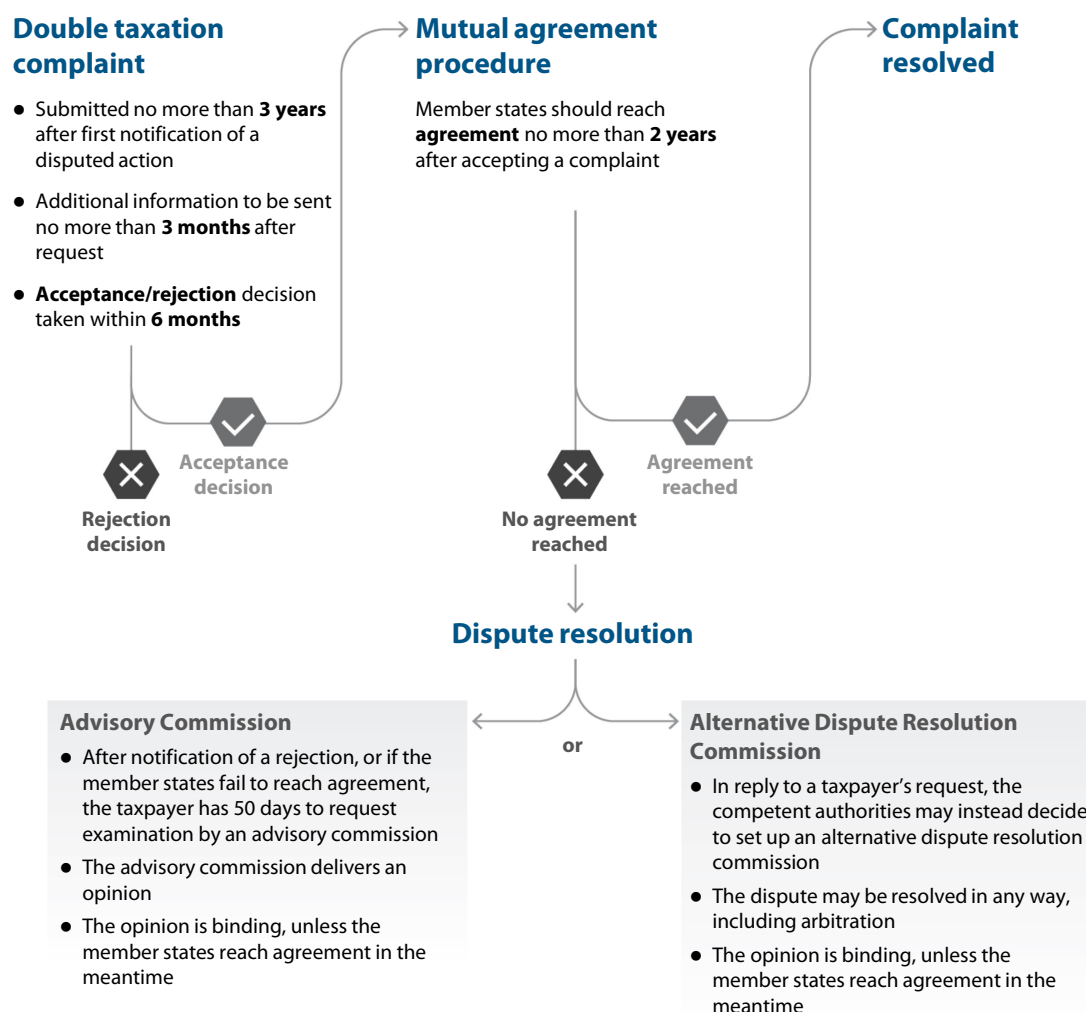 Double taxation
complaint
● Submitted no more than 3 years
after first notification of a
disputed action
● Additional information to be sent
no more than 3 months after
request
● Acceptance/rejection decision
taken within 6 months
Acceptance
decision
Rejection
decision
Mutual agreement
procedure
Member states should reach
agreement no more than 2 years
after accepting a complaint
Agreement
reached
No agreement
reached
Complaint
resolved
Dispute resolution
or
Advisory Commission
● After notification of a rejection, or if the
member states fail to reach agreement,
the taxpayer has 50 days to request
examination by an advisory commission
● The advisory commission delivers an
opinion
● The opinion is binding, unless the
member states reach agreement in the
meantime
Alternative Dispute Resolution
Commission
● In reply to a taxpayer’s request, the
competent authorities may instead decide
to set up an alternative dispute resolution
commission
● The dispute may be resolved in any way,
including arbitration
● The opinion is binding, unless the
member states reach agreement in the
meantime